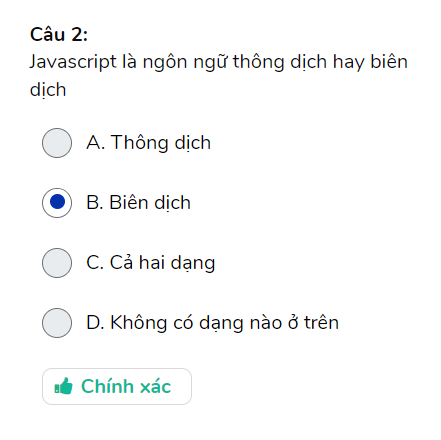 Câu 2:
Javascript là ngôn ngữ thông dịch hay biên
dịch
A. Thông dịch
B. Biên dịch
C. Cả hai dạng
D. Không có dạng nào ở trên
Chính xác